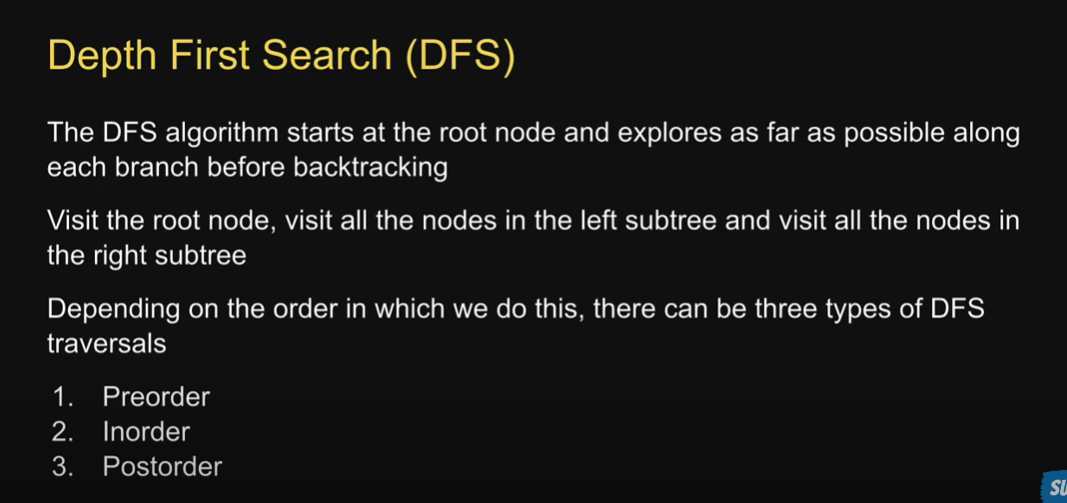 Depth First Search (DFS)
The DFS algorithm starts at the root node and explores as far as possible along
each branch before backtracking
Visit the root node, visit all the nodes in the left subtree and visit all the nodes in
the right subtree
Depending on the order in which we do this, there can be three types of DFS
traversals
1. Preorder
2. Inorder
3. Postorder